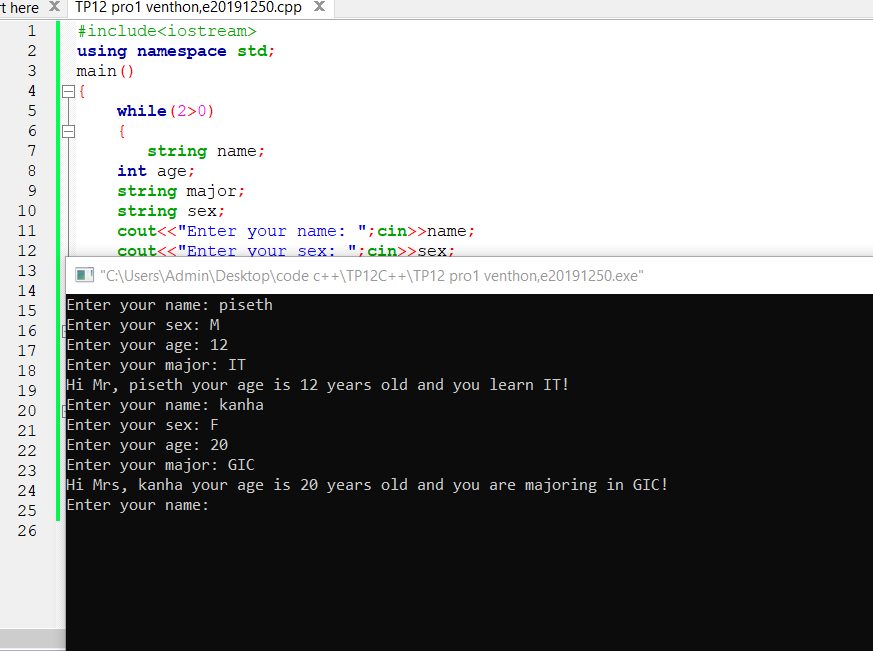 rt here X TP12 pro1 venthon,e20191250.cpp X
1 #include<iostream>
2 using namespace std;
3 main()
4 {
5 while(2>0)
6 {
7 string name;
8 int age;
9 string major;
10 string sex;
11 cout<<"Enter your name: ";cin>>name;
12 cout<<"Enter your sex: ";cin>>sex;
13
14
15
16
17
18
19
20
21
22
23
24
25
26
"C:\Users\Admin\Desktop\code c++\TP12C++\TP12 pro1 venthon,e20191250.exe"
Enter your name: piseth
Enter your sex: M
Enter your age: 12
Enter your major: IT
Hi Mr, piseth your age is 12 years old and you learn IT!
Enter your name: kanha
Enter your sex: F
Enter your age: 20
Enter your major: GIC
Hi Mrs, kanha your age is 20 years old and you are majoring in GIC!
Enter your name: